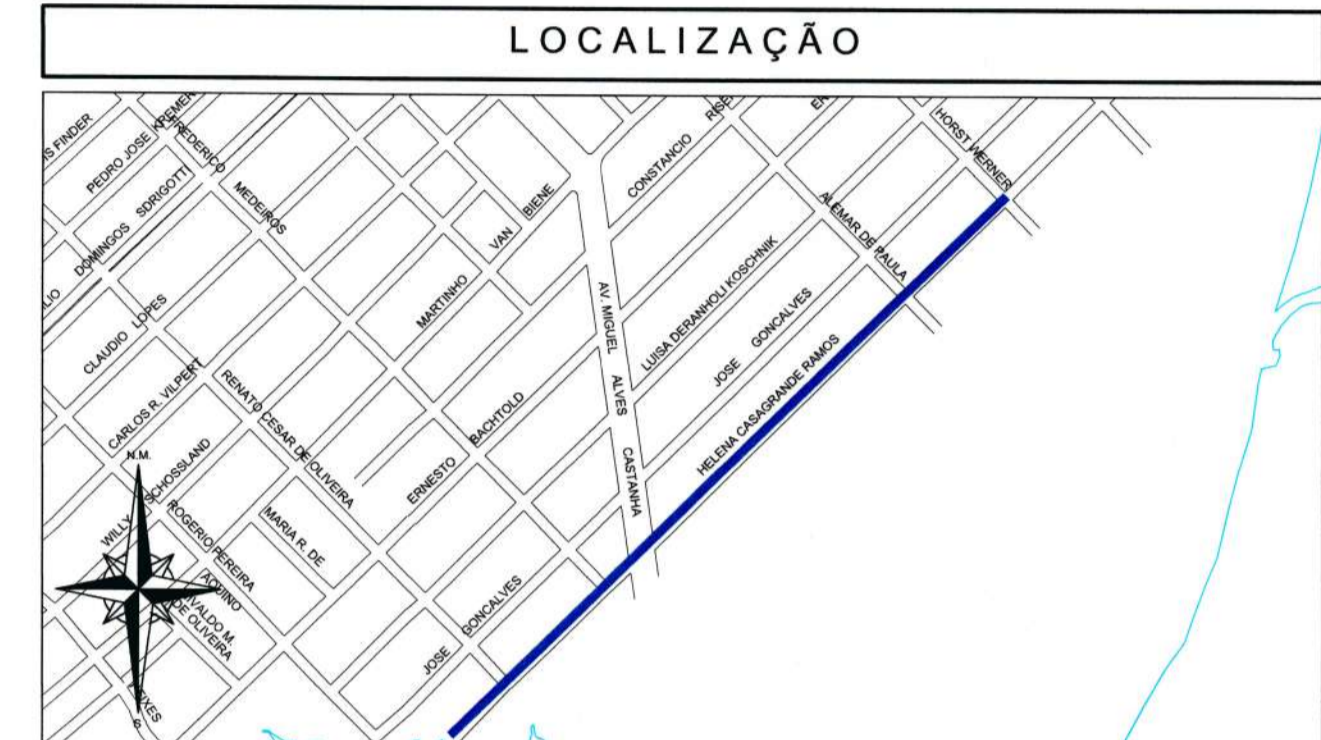 LOCALIZAÇÃO
PEDRO JOSE KREMER
FREDERICO MEDEIROS
DOMINGOS SDRIGOTTI
CLAUDIO LOPES
CARLOS R. VILPERT
RENATO CESAR DE OLIVEIRA
WILLY SCHOSSLAND
ROGERIO PEREIRA
MARIA R. DE
AQUINO
IVALDO M.
DE OLIVEIRA
MARTINHO VAN BIENE
ERNESTO BACHTOLD
JOSE GONCALVES
AV. MIGUEL ALVES CASTANHA
CONSTANCIO
LUISA DERANHOLI KOSCHNIK
JOSE GONCALVES
HELENA CASAGRANDE RAMOS
ALEMAR DE PAULA
HORST WERNER
N.M.
S